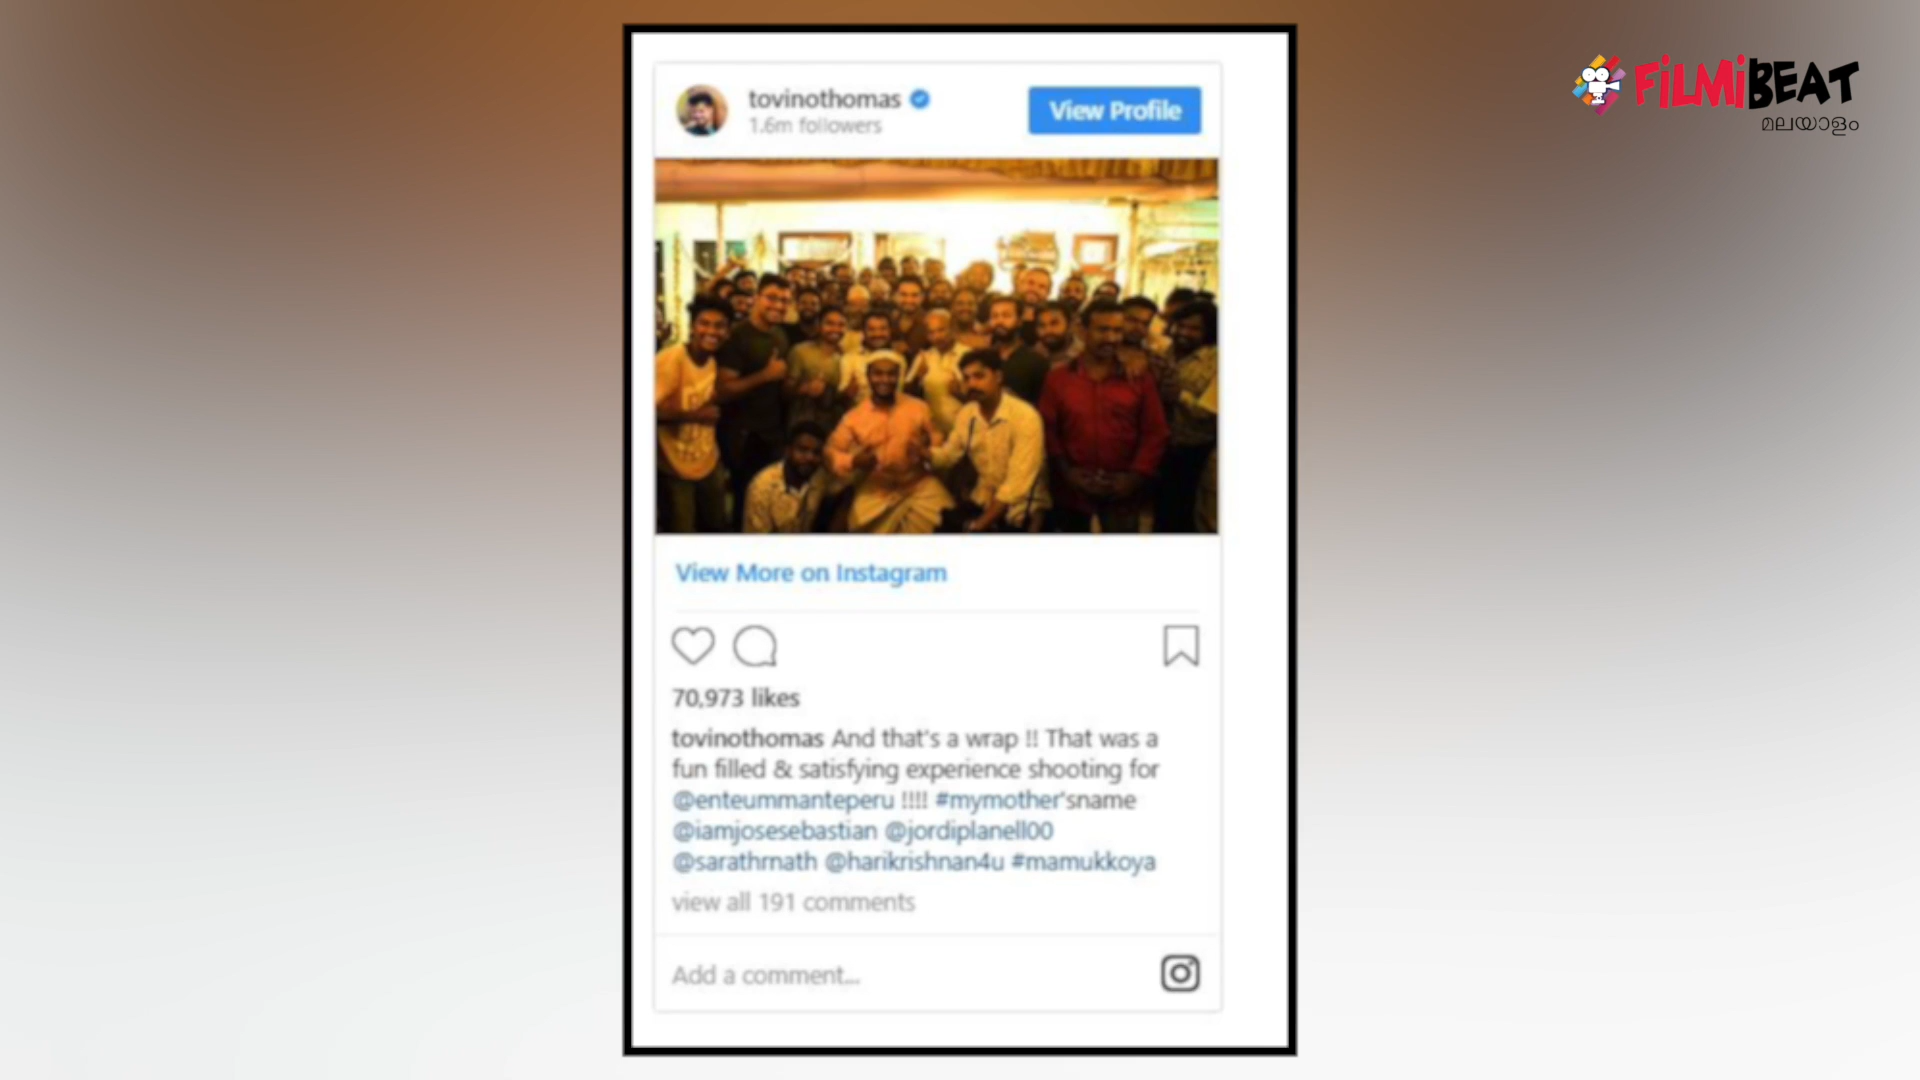 FiLMiBEAT
മലയാളം
tovinothomas
1.6m followers
View Profile
View More on Instagram
70,973 likes
tovinothomas And that's a wrap !! That was a
fun filled & satisfying experience shooting for
@enteummanteperu !!!! #mymother'sname
@iamjosesebastian @jordiplanell00
@sarathrnath @harikrishnan4u #mamukkoya
view all 191 comments
Add a comment...